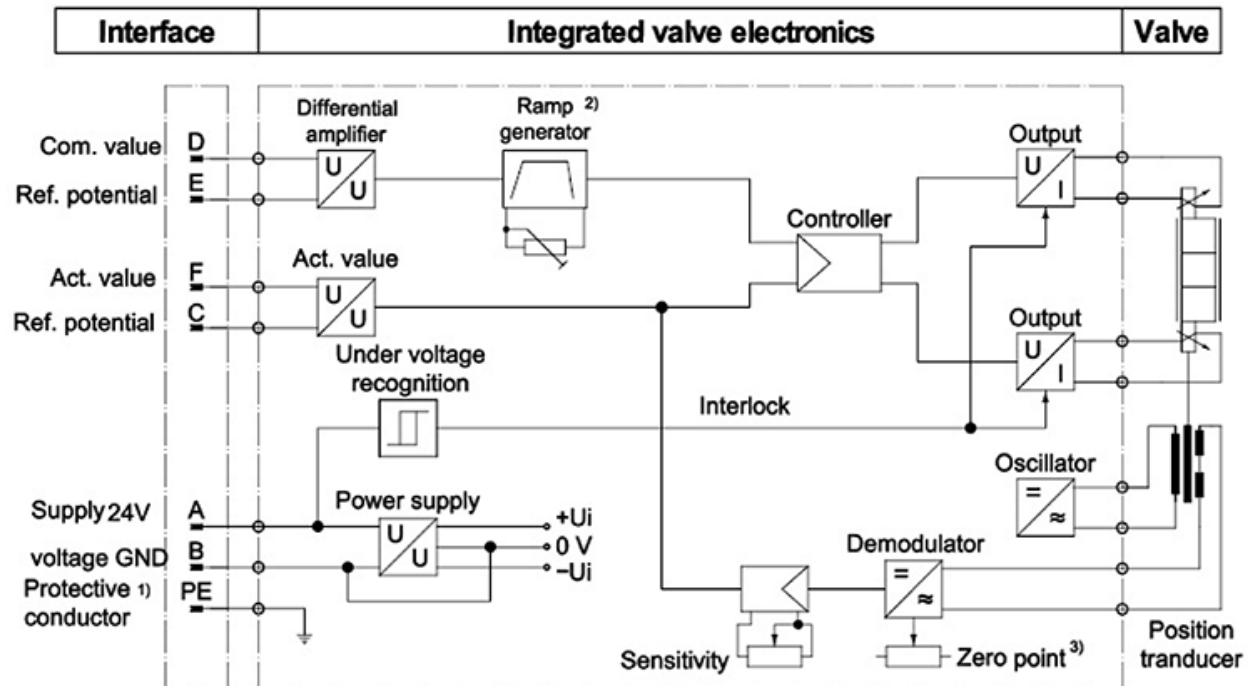 Interface Integrated valve electronics Valve
Differential
amplifier
Ramp 2)
generator
Output
Com. value D
U
U
U
I
Ref. potential E
Controller
Act. value F
Act. value
U
U
Ref. potential C
Output
U
I
Under voltage
recognition
Interlock
Oscillator
=
≈
Supply 24V A
Power supply
U
U
+Ui
0 V
–Ui
voltage GND B
Protective 1)
conductor
PE
Demodulator
=
≈
Sensitivity
Zero point 3)
Position
tranducer